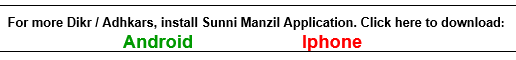 For more Dikr / Adhkars, install Sunni Manzil Application. Click here to download:
Android Iphone